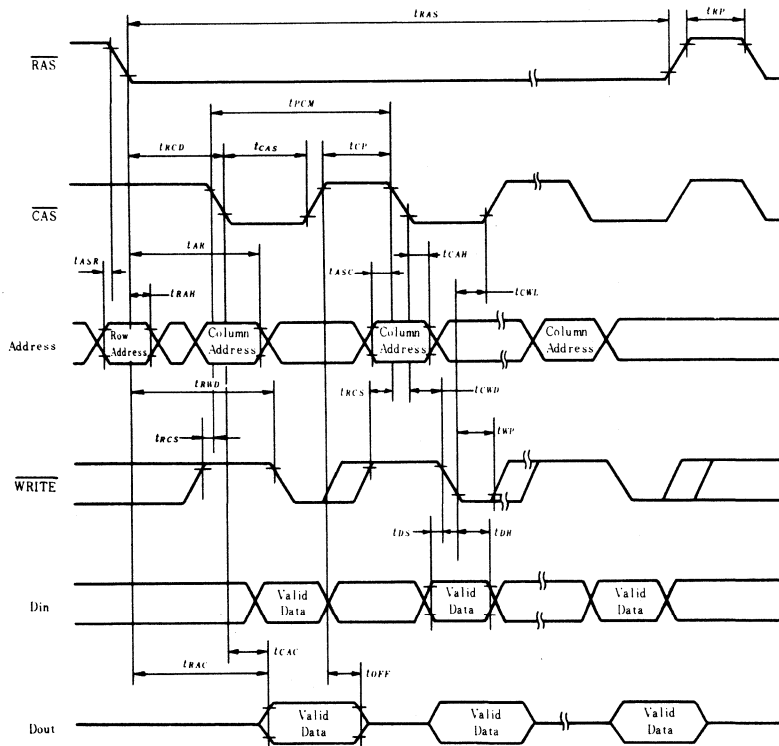 tRAS
tRP
RAS
tPCM
tRCD
tCAS
tCP
CAS
tAR
tCAH
tASR
tASC
tRAH
tCWL
Address
Row
Address
Column
Address
Column
Address
Column
Address
tRWD
tRCS
tCWD
tRCS
tWP
WRITE
tDS
tDH
Din
Valid
Data
Valid
Data
Valid
Data
tCAC
tRAC
tOFF
Dout
Valid
Data
Valid
Data
Valid
Data